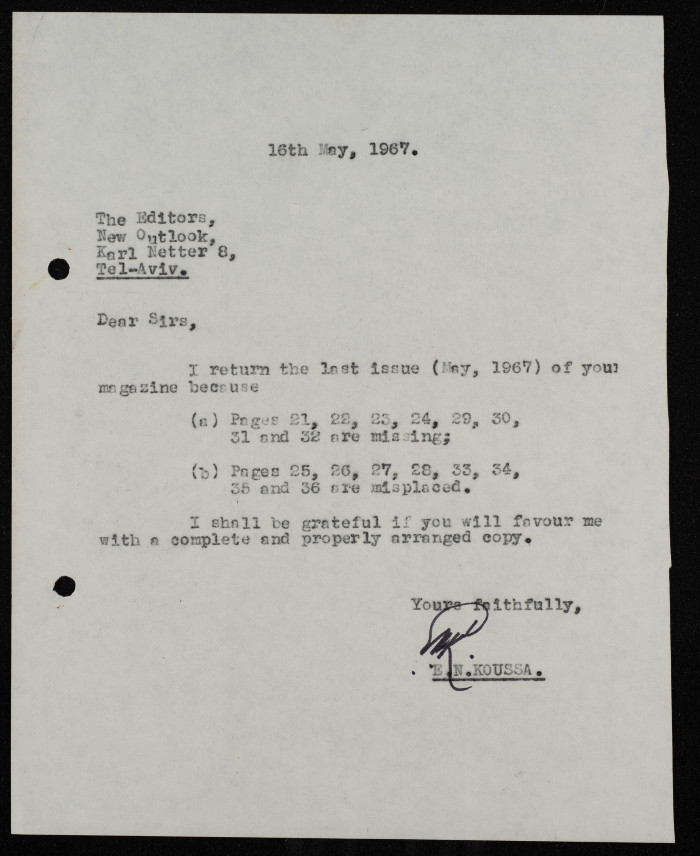 16th May, 1967.
The Editors,
New Outlook,
Karl Netter 8,
Tel-Aviv.
Dear Sirs,
I return the last issue (May, 1967) of your
magazine because
(a) Pages 21, 22, 23, 24, 29, 30,
31 and 32 are missing;
(b) Pages 25, 26, 27, 28, 33, 34,
35 and 36 are misplaced.
I shall be grateful if you will favour me
with a complete and properly arranged copy.
Yours faithfully,
E.N.KOUSSA.